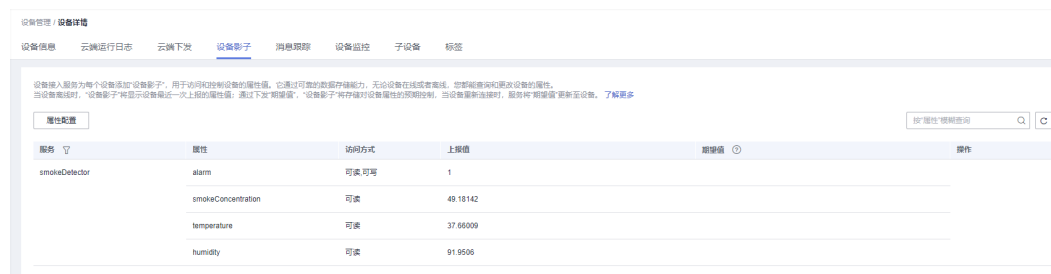 设备管理 / 设备详情
设备信息 云端运行日志 云端下发 设备影子 消息跟踪 设备监控 子设备 标签
设备接入服务为每个设备添加“设备影子”，用于访问和控制设备的属性值。它通过可靠的数据存储能力，无论设备在线或者离线，您都能查询和更改设备的属性。
当设备离线时，“设备影子”将显示设备最近一次上报的属性值；通过下发“期望值”，“设备影子”将存储对设备属性的预期控制，当设备重新连接时，服务将“期望值”更新至设备。 了解更多
属性配置 按“属性”模糊查询
服务 属性 访问方式 上报值 期望值 操作
smokeDetector alarm 可读,可写 1
smokeConcentration 可读 49.18142
temperature 可读 37.66009
humidity 可读 91.9506